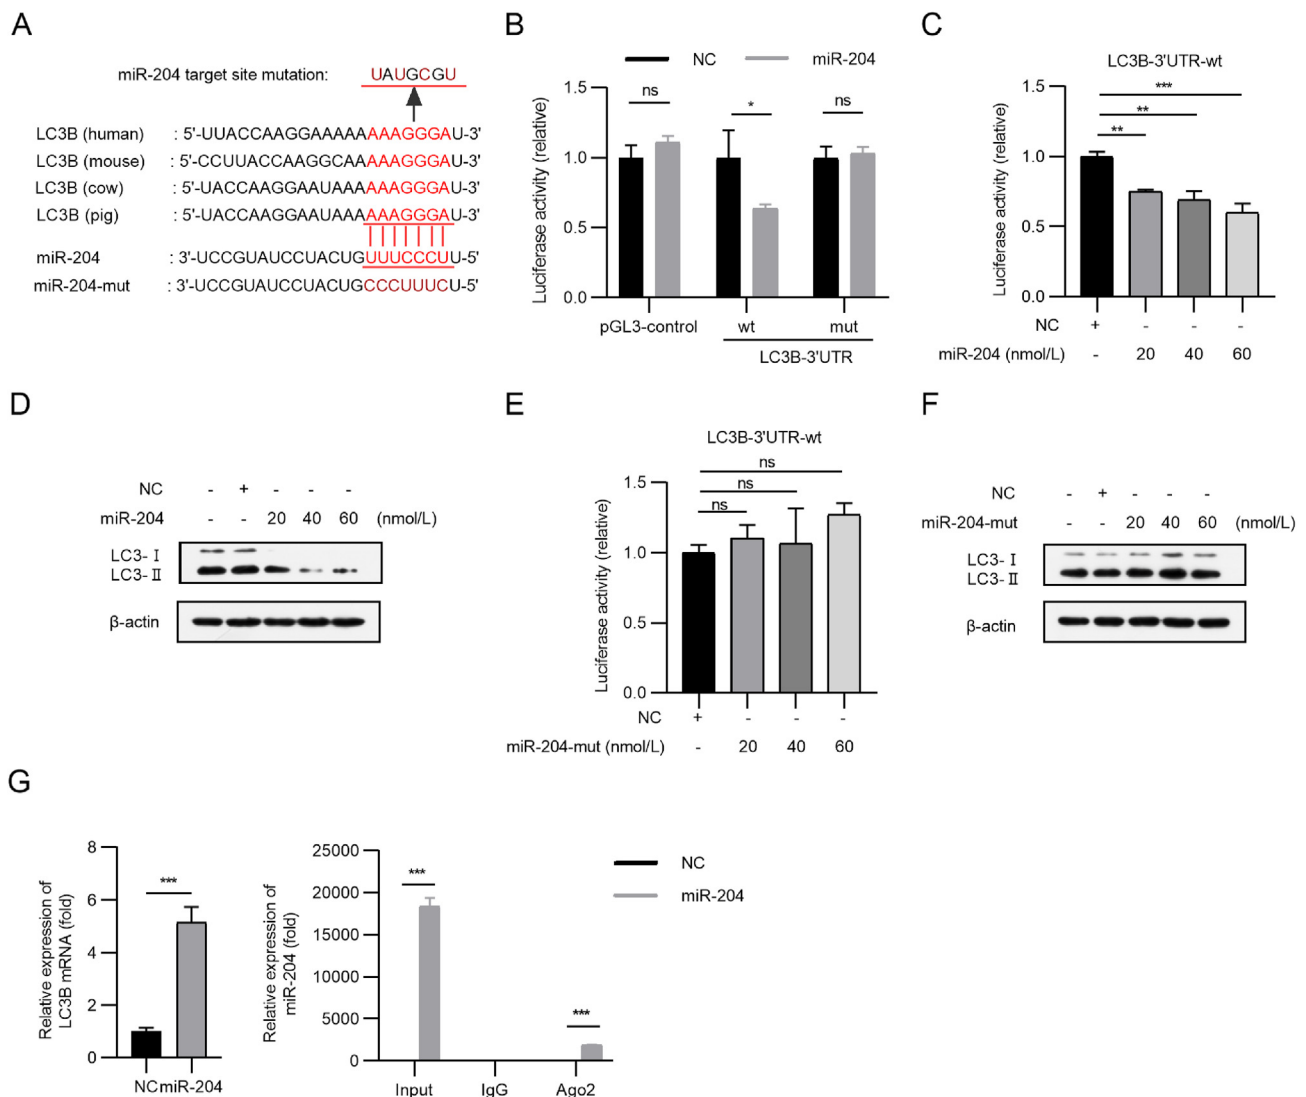 A
miR-204 target site mutation: UAUGCGU
LC3B (human) : 5'-UUACCAAGGAAAAAAAAGGGAU-3'
LC3B (mouse) : 5'-CCUUACCAAGGCAAAAAGGGAU-3'
LC3B (cow) : 5'-UACCAAGGAAUAAAAAAGGGAU-3'
LC3B (pig) : 5'-UACCAAGGAAUAAAAAAGGGAU-3'
miR-204 : 3'-UCCGUAUCCUACUGUUUCCCUU-5'
miR-204-mut : 3'-UCCGUAUCCUACUGCCCUUUCU-5'
B
NC miR-204
Luciferase activity (relative)
1.5
1.0
0.5
0.0
ns * ns
pGL3-control wt mut
LC3B-3'UTR
C
LC3B-3'UTR-wt
Luciferase activity (relative)
1.5
1.0
0.5
0.0
***
**
**
NC + - - -
miR-204 (nmol/L) - 20 40 60
D
NC - + - - -
miR-204 - - 20 40 60 (nmol/L)
LC3-Ⅰ
LC3-Ⅱ
β-actin
E
LC3B-3'UTR-wt
Luciferase activity (relative)
1.5
1.0
0.5
0.0
ns
ns
ns
NC + - - -
miR-204-mut (nmol/L) - 20 40 60
F
NC - + - - -
miR-204-mut - - 20 40 60 (nmol/L)
LC3-Ⅰ
LC3-Ⅱ
β-actin
G
Relative expression of
LC3B mRNA (fold)
8
6
4
2
0
***
NC miR-204
Relative expression of
miR-204 (fold)
25000
20000
15000
10000
5000
0
***
***
Input IgG Ago2
NC
miR-204